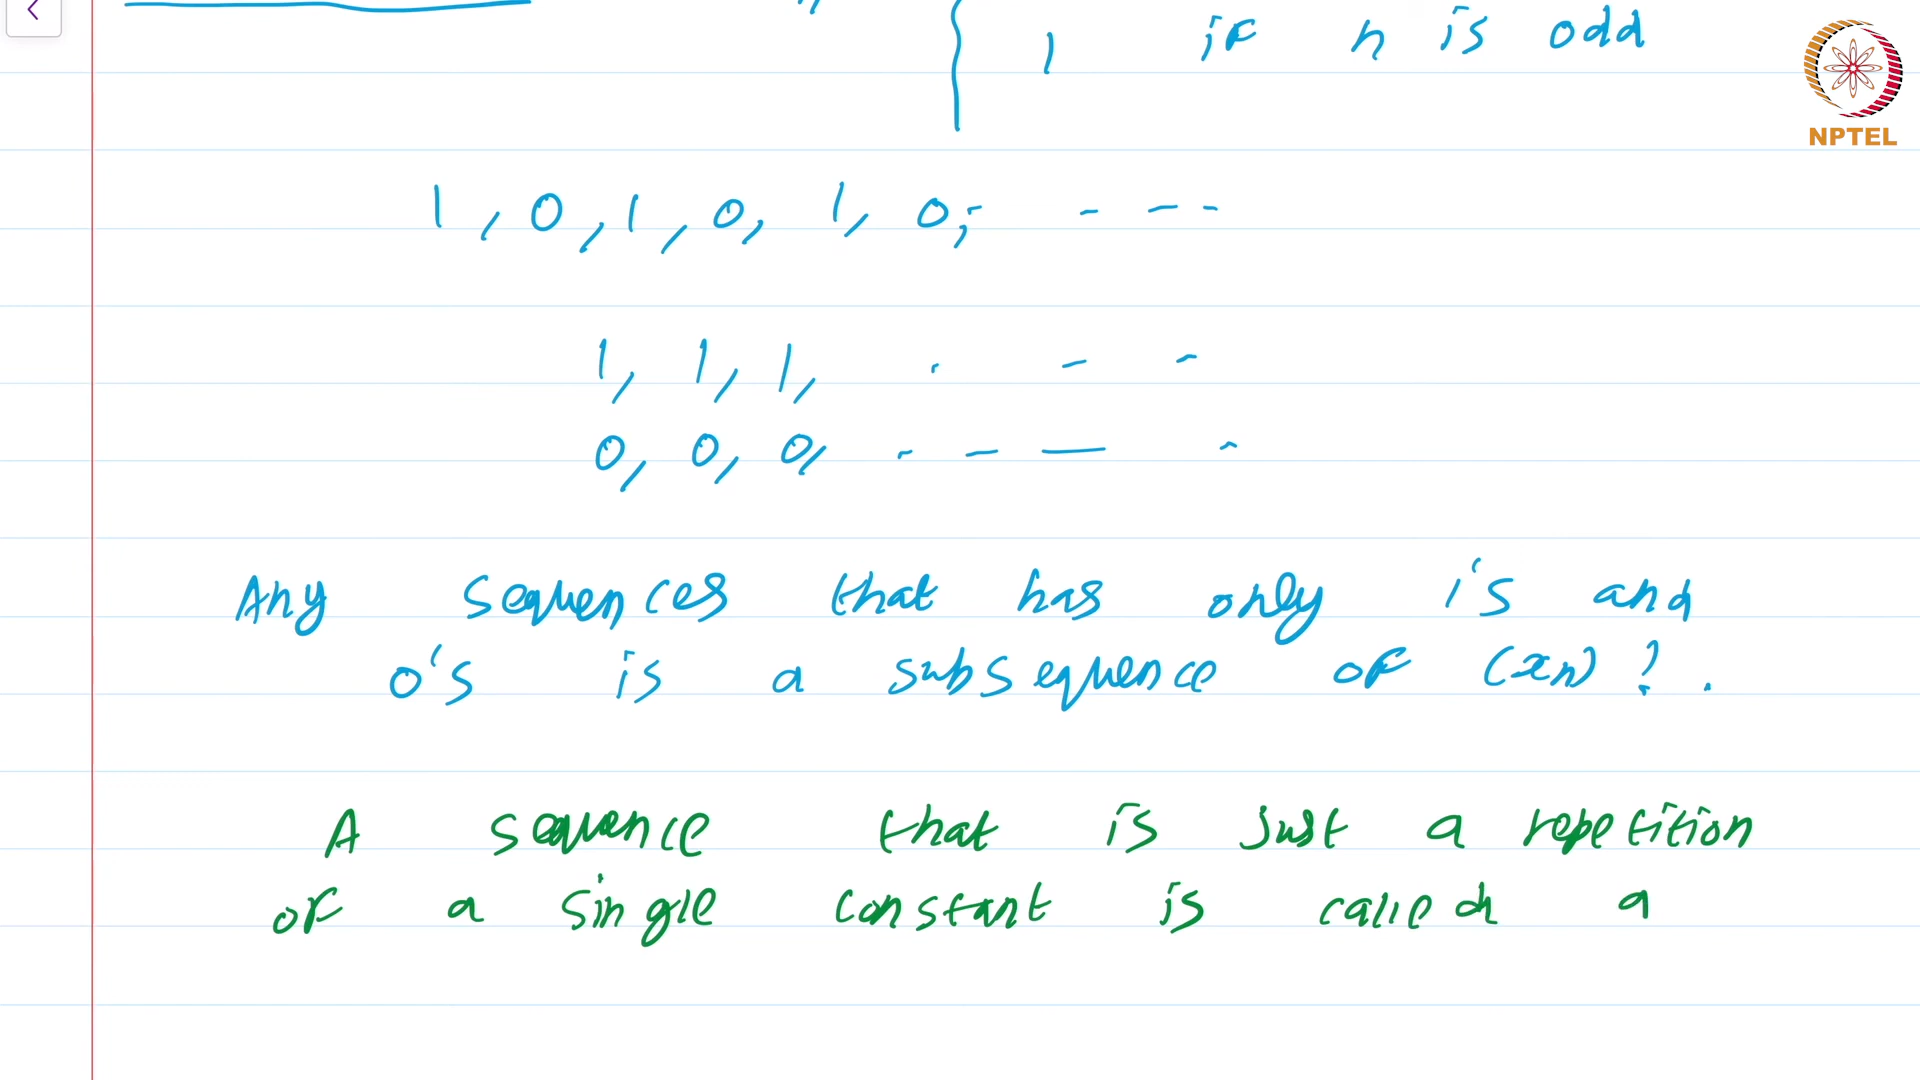 1 if n is odd
NPTEL
1, 0, 1, 0, 1, 0, - - - -
1, 1, 1, . - -
0, 0, 0, - - — -
Any sequences that has only 1's and
0's is a subsequence of (xn)?.
A sequence that is just a repetition
of a single constant is called a